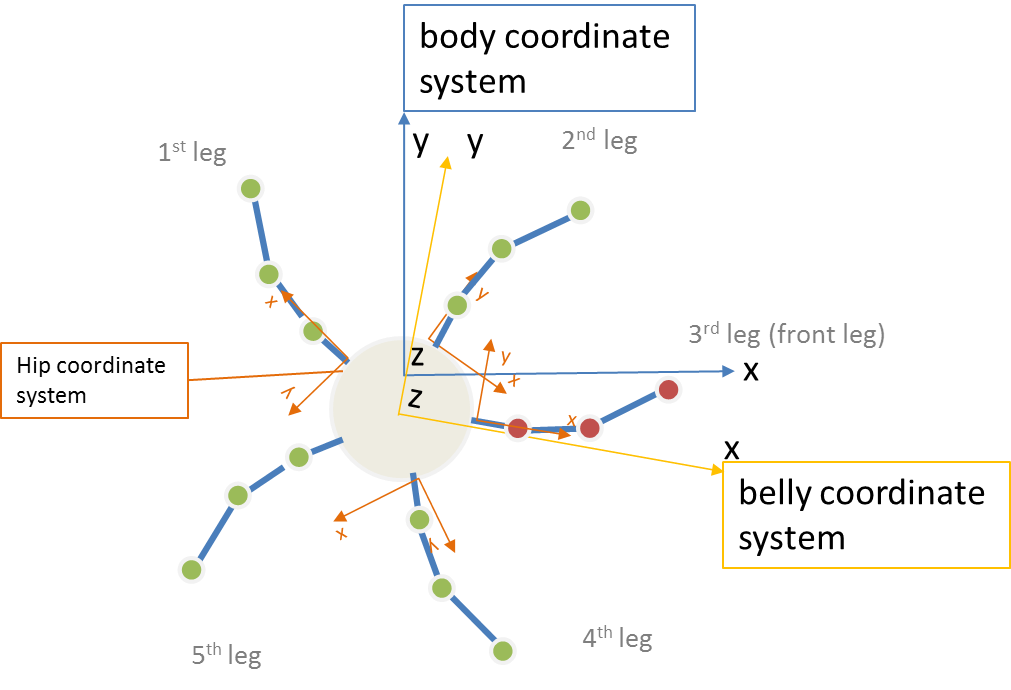 body coordinate
system
y
y
1st leg
2nd leg
x
y
3rd leg (front leg)
z
y
x
x
Hip coordinate
system
y
z
x
x
belly coordinate
system
x
y
4th leg
5th leg